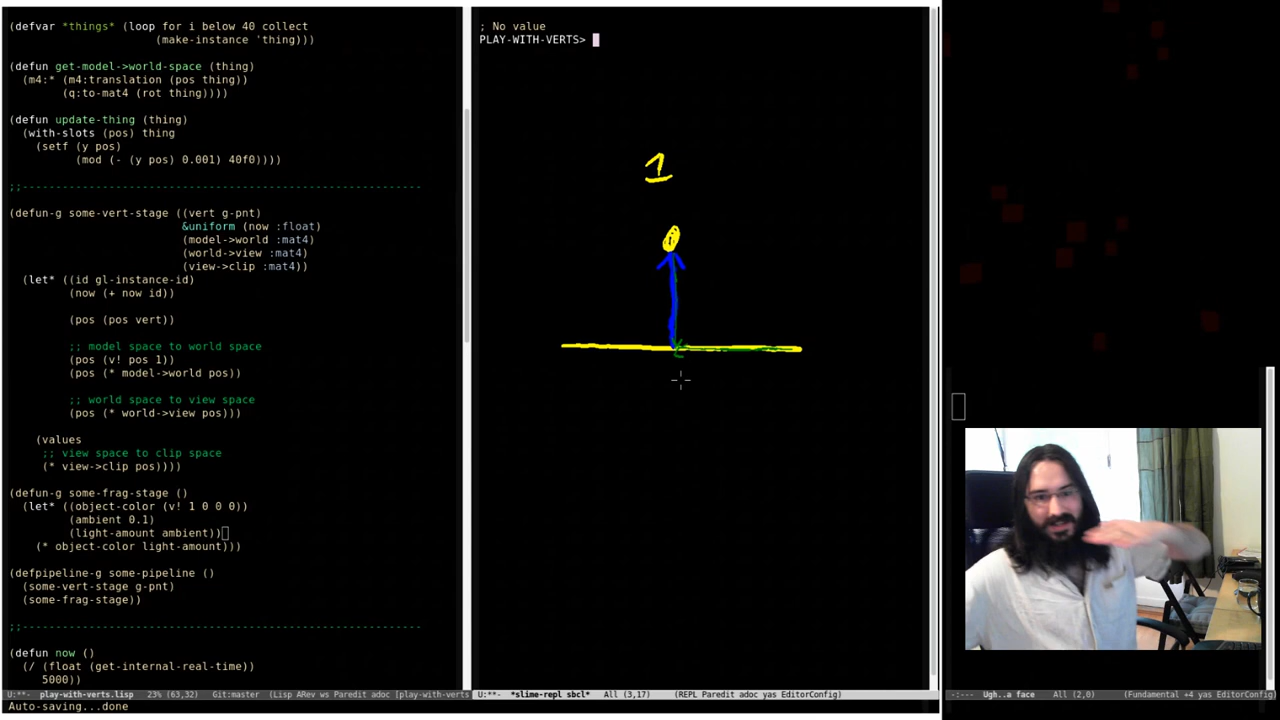 (defvar *things* (loop for i below 40 collect
(make-instance 'thing)))
(defun get-model->world-space (thing)
(m4:* (m4:translation (pos thing))
(q:to-mat4 (rot thing))))
(defun update-thing (thing)
(with-slots (pos) thing
(setf (y pos)
(mod (- (y pos) 0.001) 40f0))))
;;------------------------------------------------------------
(defun-g some-vert-stage ((vert g-pnt)
&uniform (now :float)
(model->world :mat4)
(world->view :mat4)
(view->clip :mat4))
(let* ((id gl-instance-id)
(now (+ now id))
(pos (pos vert))
;; model space to world space
(pos (v! pos 1))
(pos (* model->world pos))
;; world space to view space
(pos (* world->view pos)))
(values
;; view space to clip space
(* view->clip pos))))
(defun-g some-frag-stage ()
(let* ((object-color (v! 1 0 0 0))
(ambient 0.1)
(light-amount ambient))
(* object-color light-amount)))
(defpipeline-g some-pipeline ()
(some-vert-stage g-pnt)
(some-frag-stage))
;;------------------------------------------------------------
(defun now ()
(/ (float (get-internal-real-time))
5000))
U:**- play-with-verts.lisp 23% (63,32) Git:master (Lisp ARev ws Paredit adoc [play-with-verts
Auto-saving...done
; No value
PLAY-WITH-VERTS>
1
U:**- *slime-repl sbcl* All (3,17) (REPL Paredit adoc yas EditorConfig)
-:--- Ugh..a face All (2,0) (Fundamental +4 yas EditorConfig)